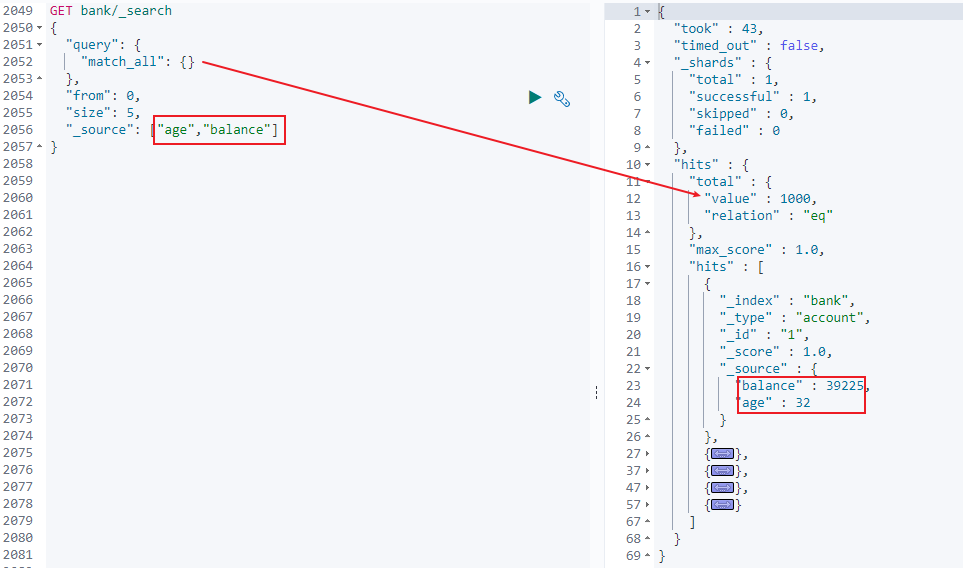 2049 GET bank/_search
2050 {
2051 "query": {
2052 "match_all": {}
2053 },
2054 "from": 0,
2055 "size": 5,
2056 "_source": ["age","balance"]
2057 }
2058
2059
2060
2061
2062
2063
2064
2065
2066
2067
2068
2069
2070
2071
2072
2073
2074
2075
2076
2077
2078
2079
2080
2081
1 {
2 "took" : 43,
3 "timed_out" : false,
4 "_shards" : {
5 "total" : 1,
6 "successful" : 1,
7 "skipped" : 0,
8 "failed" : 0
9 },
10 "hits" : {
11 "total" : {
12 "value" : 1000,
13 "relation" : "eq"
14 },
15 "max_score" : 1.0,
16 "hits" : [
17 {
18 "_index" : "bank",
19 "_type" : "account",
20 "_id" : "1",
21 "_score" : 1.0,
22 "_source" : {
23 "balance" : 39225,
24 "age" : 32
25 }
26 },
27 {},
37 {},
47 {},
57 {}
67 ]
68 }
69 }